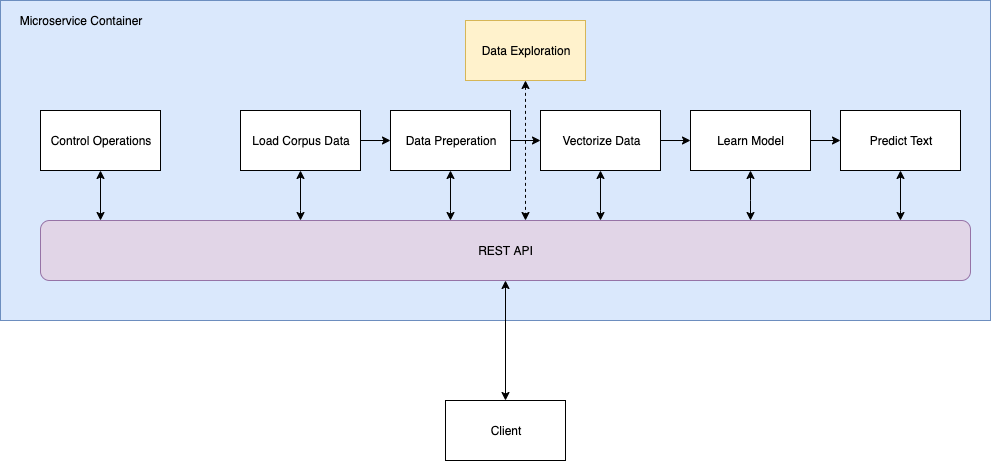 Microservice Container
Data Exploration
Control Operations
Load Corpus Data
Data Preperation
Vectorize Data
Learn Model
Predict Text
REST API
Client